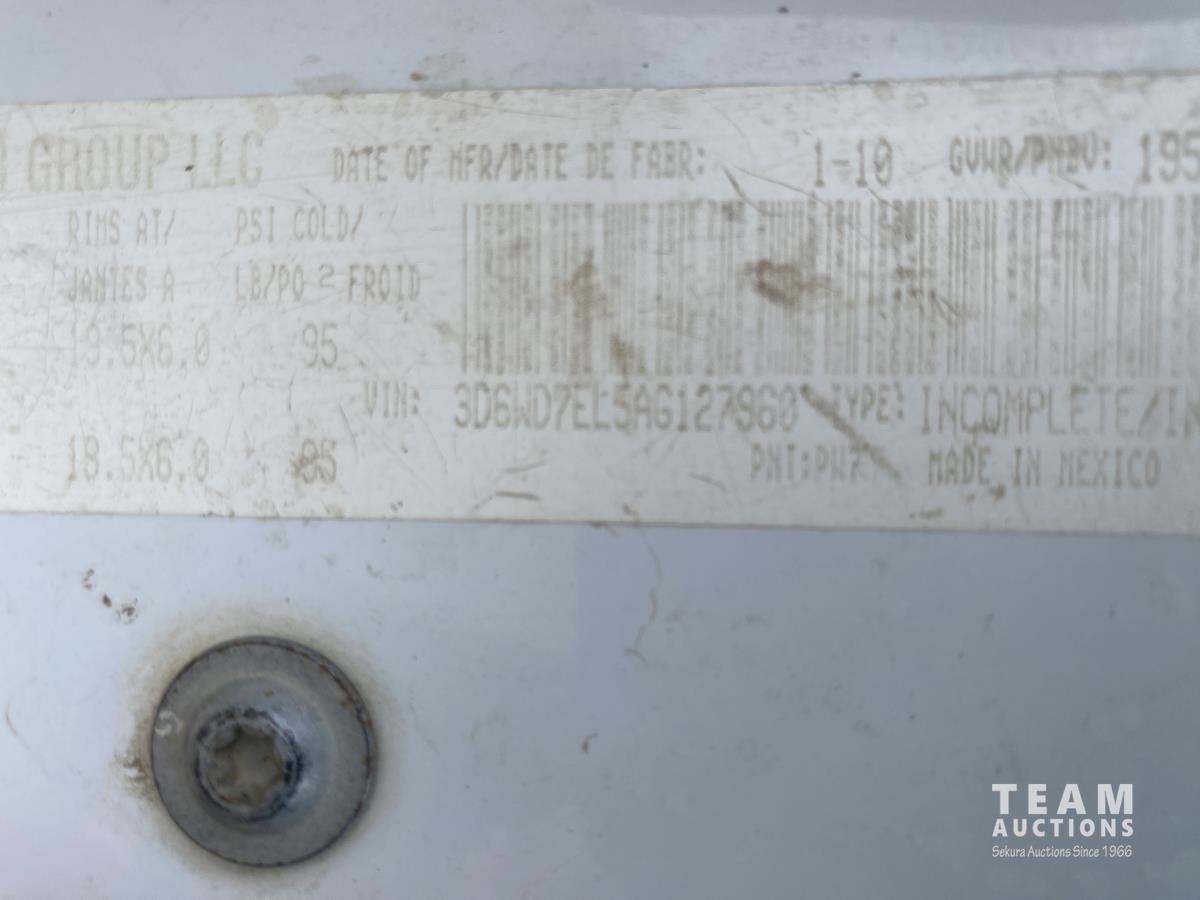 GROUP LLC DATE OF MFR/DATE DE FABR: 1-10 GVWR/PNBV: 195
RIMS AT/ PSI COLD/
JANTES A LB/PO 2 FROID
19.5X6.0 95
VIN: 3D6WD7EL5AG127960 TYPE: INCOMPLETE/IN
19.5X6.0 95 PNT:PW7 MADE IN MEXICO
TEAM
AUCTIONS
Sekura Auctions Since 1966